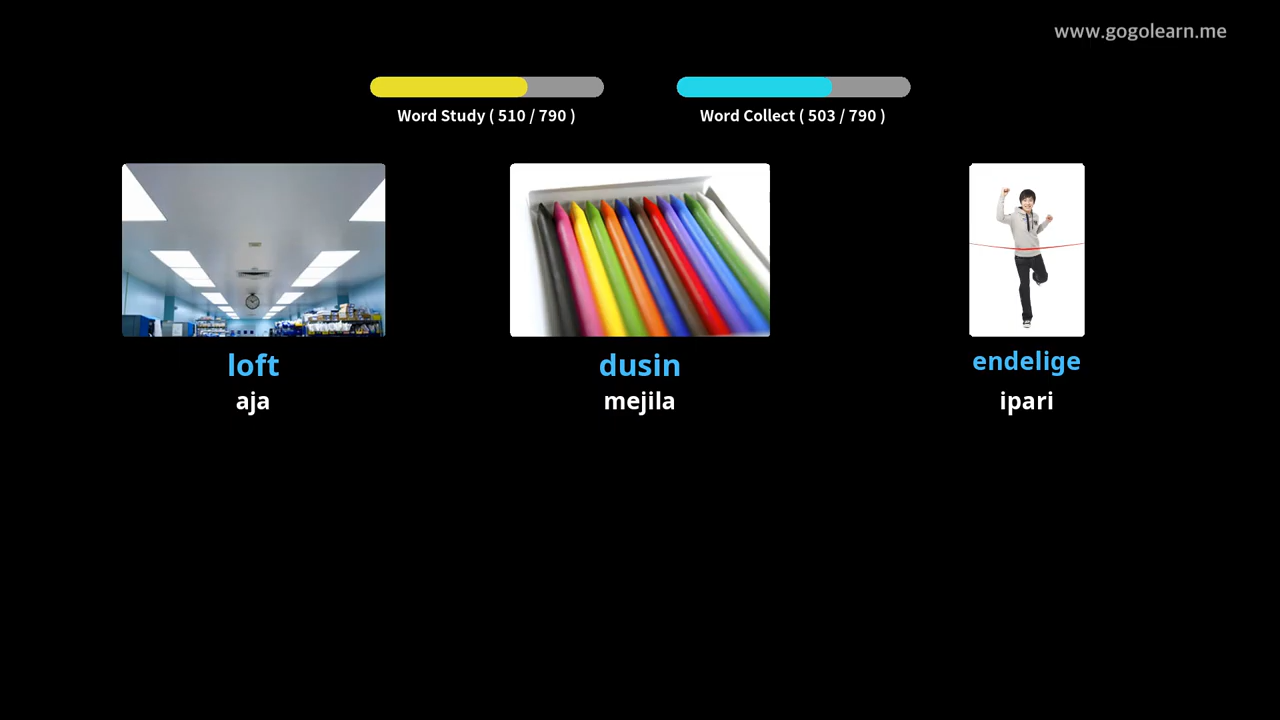 www.gogolearn.me
Word Study ( 510 / 790 )
Word Collect ( 503 / 790 )
loft
dusin
endelige
aja
mejila
ipari